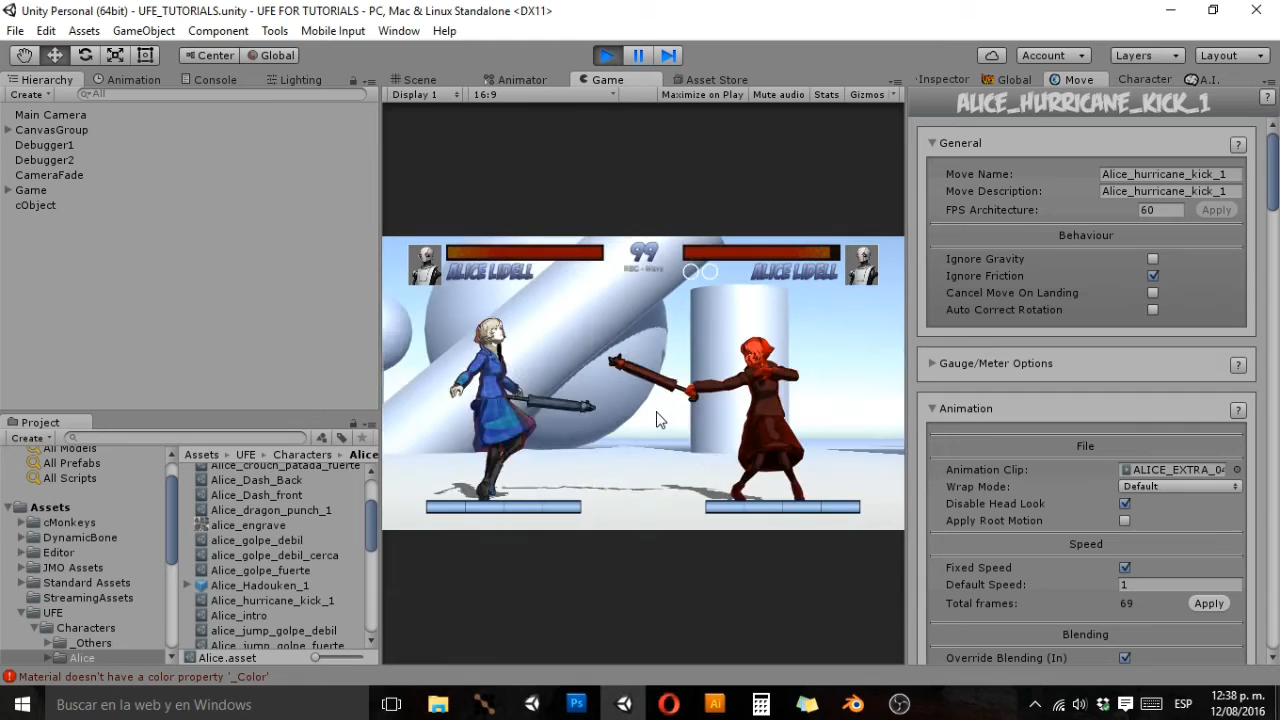 Unity Personal (64bit) - UFE_TUTORIALS.unity - UFE FOR TUTORIALS - PC, Mac & Linux Standalone <DX11>
File Edit Assets GameObject Component Tools Mobile Input Window Help
Center Global Account Layers Layout
Hierarchy Animation Console Lighting Scene Animator Game Asset Store Inspector Global Move Character A.I.
Create All Display 1 16:9 Maximize on Play Mute audio Stats Gizmos
ALICE_HURRICANE_KICK_1
Main Camera
CanvasGroup
Debugger1
Debugger2
CameraFade
Game
cObject
General
Move Name: Alice_hurricane_kick_1
Move Description: Alice_hurricane_kick_1
FPS Architecture: 60 Apply
Behaviour
Ignore Gravity
Ignore Friction
Cancel Move On Landing
Auto Correct Rotation
99
ALICE LIDELL ALICE LIDELL
Gauge/Meter Options
Animation
File
Animation Clip: ALICE_EXTRA_04
Wrap Mode: Default
Disable Head Look
Apply Root Motion
Speed
Fixed Speed
Default Speed: 1
Total frames: 69 Apply
Blending
Override Blending (In)
Project
Create
All Models
All Prefabs
All Scripts
Assets
cMonkeys
DynamicBone
Editor
JMO Assets
Standard Assets
StreamingAssets
UFE
Characters
_Others
Alice
Assets UFE Characters Alice
Alice_crouch_patada_fuerte
Alice_Dash_Back
Alice_Dash_front
Alice_dragon_punch_1
alice_engrave
alice_golpe_debil
alice_golpe_debil_cerca
Alice_golpe_fuerte
Alice_Hadouken_1
Alice_hurricane_kick_1
Alice_intro
alice_jump_golpe_debil
Alice_jump_golpe_fuerte
Alice.asset
Material doesn't have a color property '_Color'
Buscar en la web y en Windows
Ps Ai
ESP
12:38 p. m.
12/08/2016